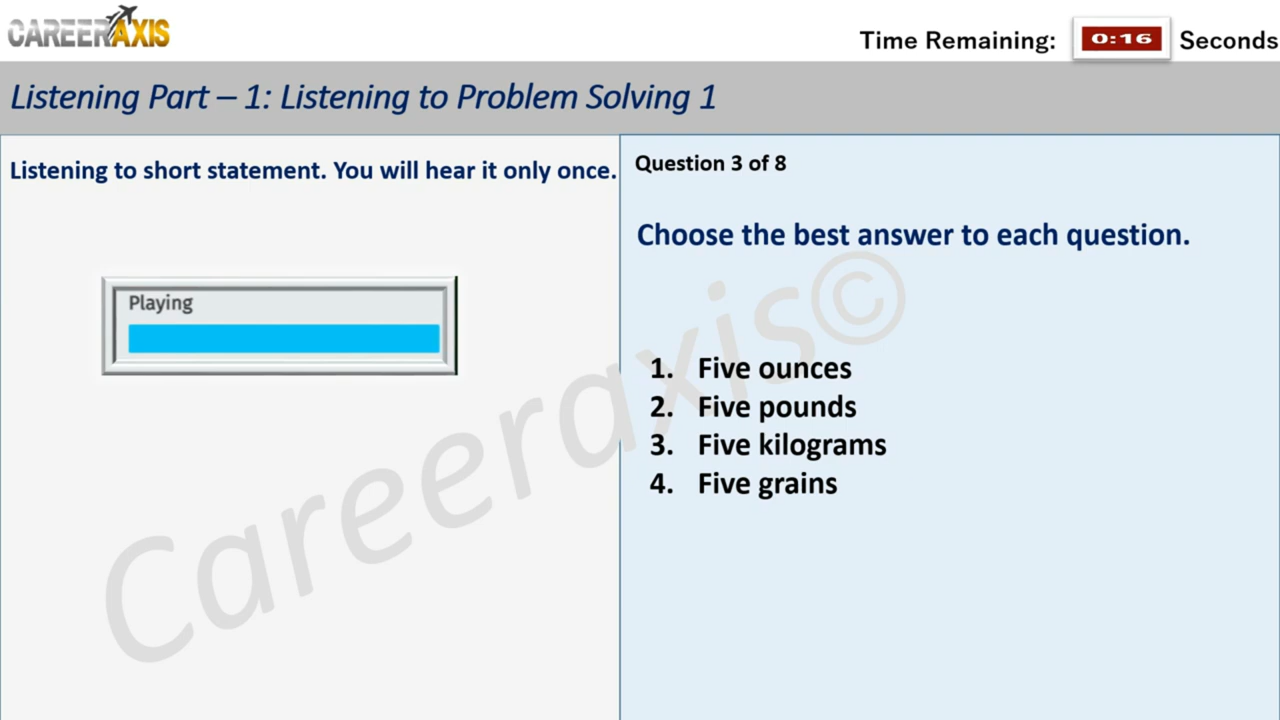 CAREERAXIS
Time Remaining: 0:16 Seconds
Listening Part – 1: Listening to Problem Solving 1
Listening to short statement. You will hear it only once.
Question 3 of 8
Choose the best answer to each question.
Playing
1. Five ounces
2. Five pounds
3. Five kilograms
4. Five grains
Careeraxis©